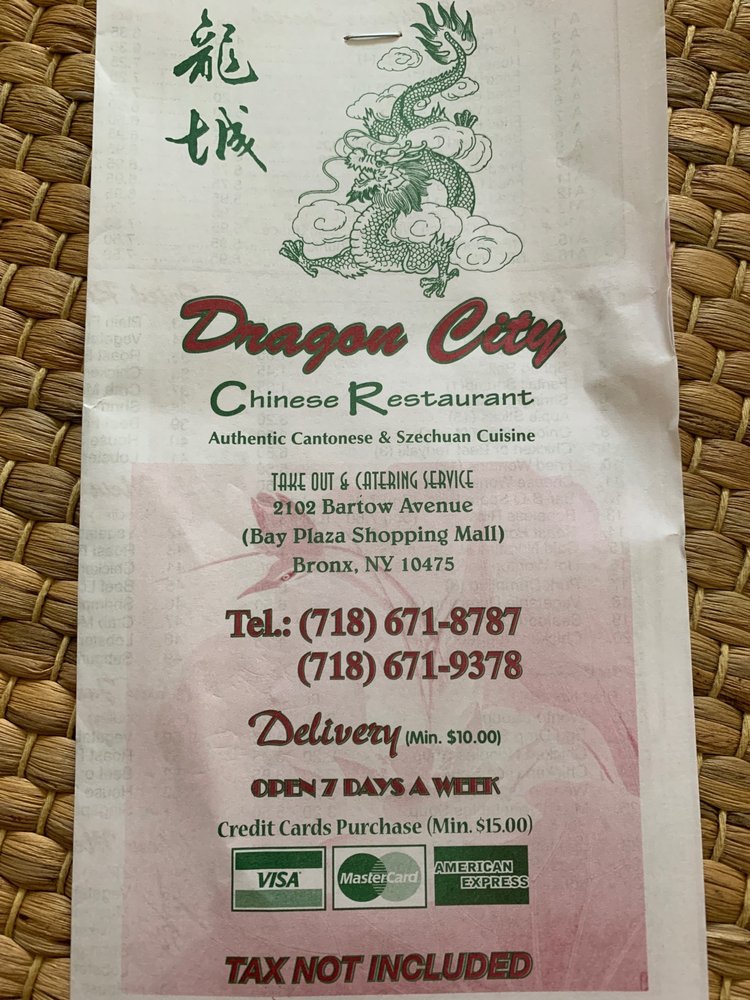 龍
城
Dragon City
Chinese Restaurant
Authentic Cantonese & Szechuan Cuisine
TAKE OUT & CATERING SERVICE
2102 Bartow Avenue
(Bay Plaza Shopping Mall)
Bronx, NY 10475
Tel.: (718) 671-8787
(718) 671-9378
Delivery (Min. $10.00)
OPEN 7 DAYS A WEEK
Credit Cards Purchase (Min. $15.00)
VISA MasterCard AMERICAN EXPRESS
TAX NOT INCLUDED